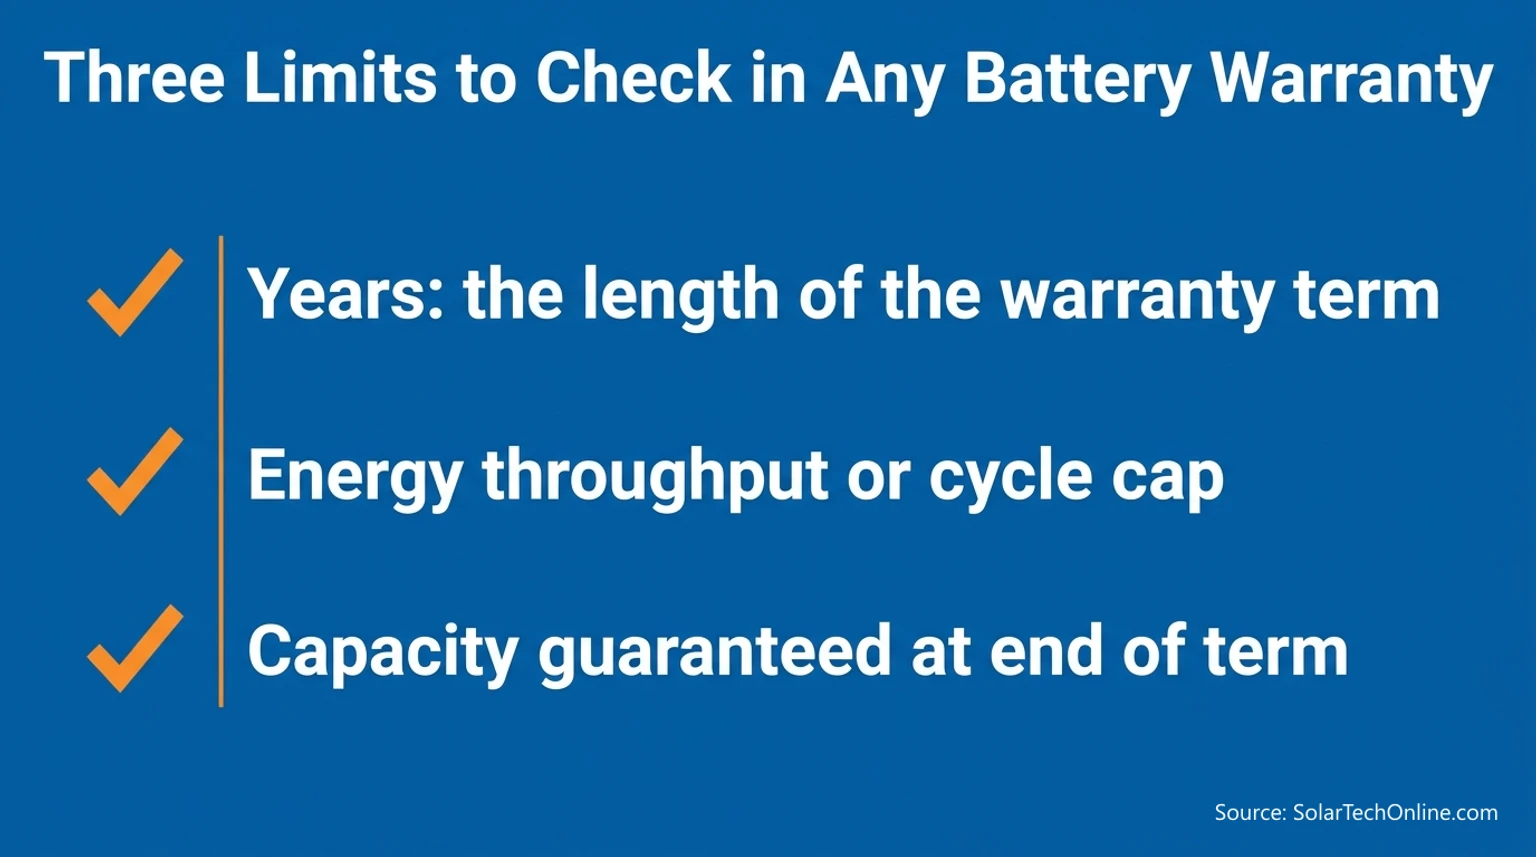 Three Limits to Check in Any Battery Warranty
Years: the length of the warranty term
Energy throughput or cycle cap
Capacity guaranteed at end of term
Source: SolarTechOnline.com